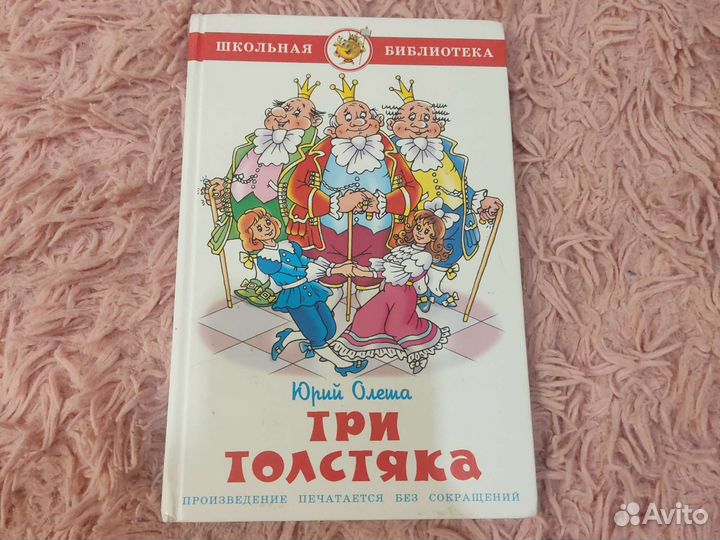 ШКОЛЬНАЯ БИБЛИОТЕКА
Юрий Олеша
ТРИ
ТОЛСТЯКА
ПРОИЗВЕДЕНИЕ ПЕЧАТАЕТСЯ БЕЗ СОКРАЩЕНИЙ
Avito